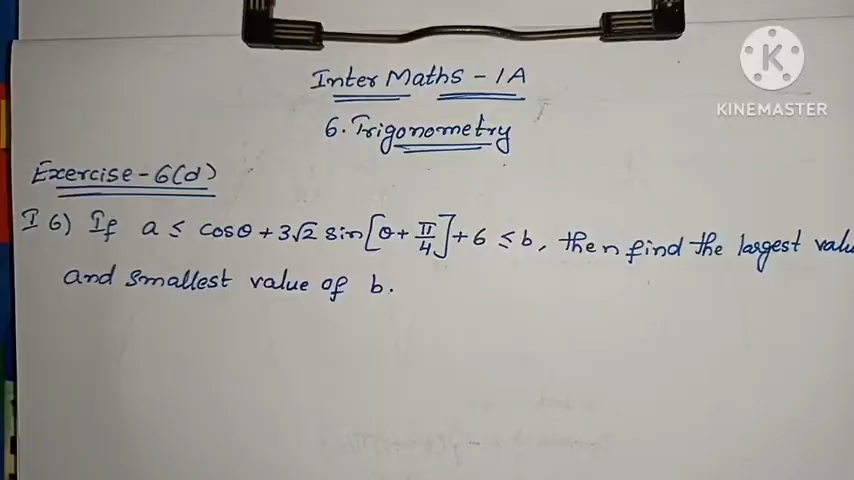 Inter Maths - 1A
KINEMASTER
6. Trigonometry
Exercise - 6(d)
I 6) If a ≤ cosθ + 3√2 sin[θ + π/4] + 6 ≤ b, then find the largest valu
and smallest value of b.